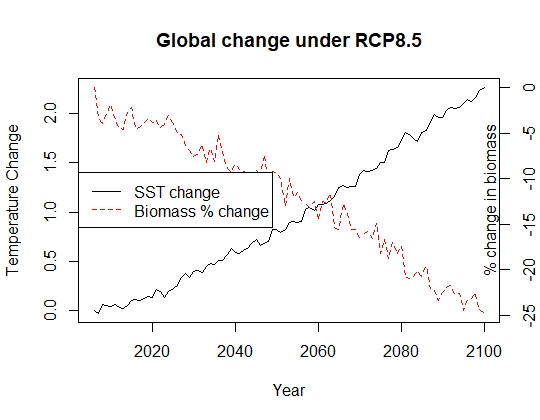 Global change under RCP8.5
Temperature Change
0.0
0.5
1.0
1.5
2.0
SST change
Biomass % change
% change in biomass
0
-5
-10
-15
-20
-25
2020
2040
2060
2080
2100
Year